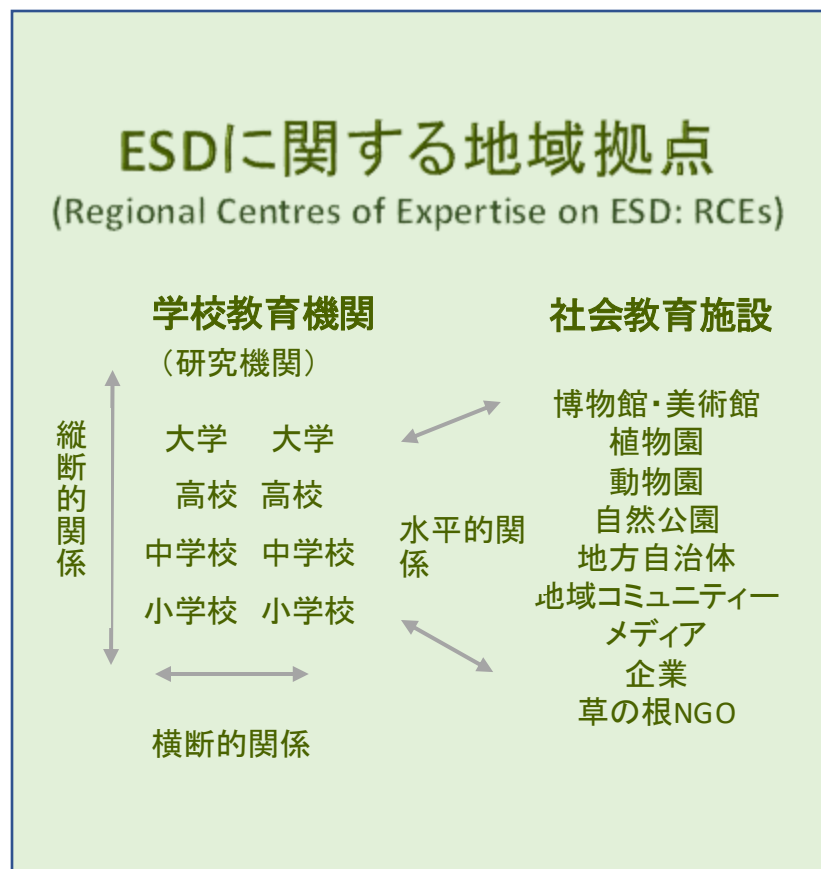 ESDに関する地域拠点
(Regional Centres of Expertise on ESD: RCEs)
学校教育機関
（研究機関）
縦断的関係
大学 大学
高校 高校
中学校 中学校
小学校 小学校
横断的関係
水平的関
係
社会教育施設
博物館・美術館
植物園
動物園
自然公園
地方自治体
地域コミュニティー
メディア
企業
草の根NGO